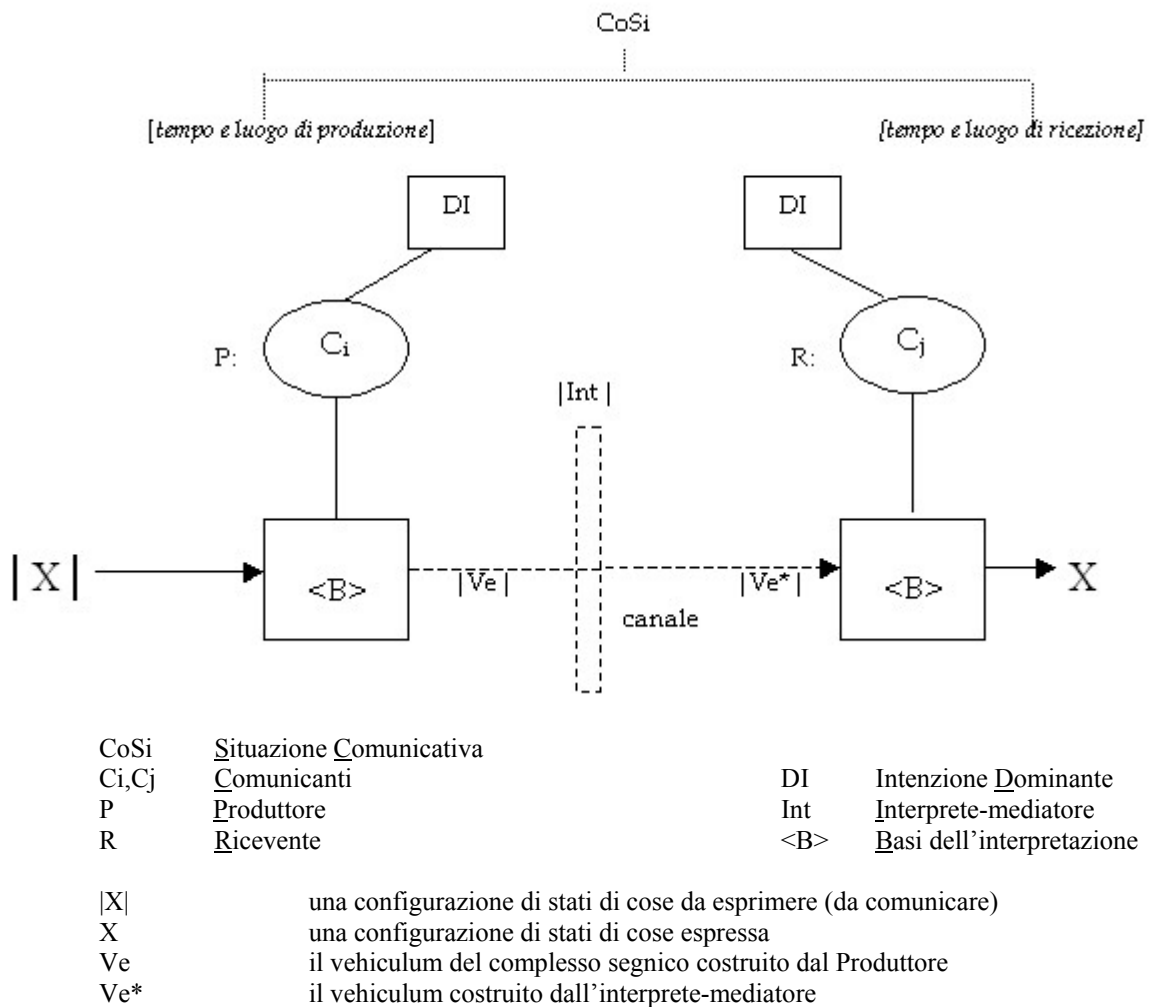 CoSi
[tempo e luogo di produzione] [tempo e luogo di ricezione]
DI DI
P: Ci R: Cj
|Int|
|X| <B> |Ve| |Ve*| <B> X
canale
CoSi Situazione Comunicativa
Ci,Cj Comunicanti DI Intenzione Dominante
P Produttore Int Interprete-mediatore
R Ricevente <B> Basi dell'interpretazione
|X| una configurazione di stati di cose da esprimere (da comunicare)
X una configurazione di stati di cose espressa
Ve il vehiculum del complesso segnico costruito dal Produttore
Ve* il vehiculum costruito dall'interprete-mediatore